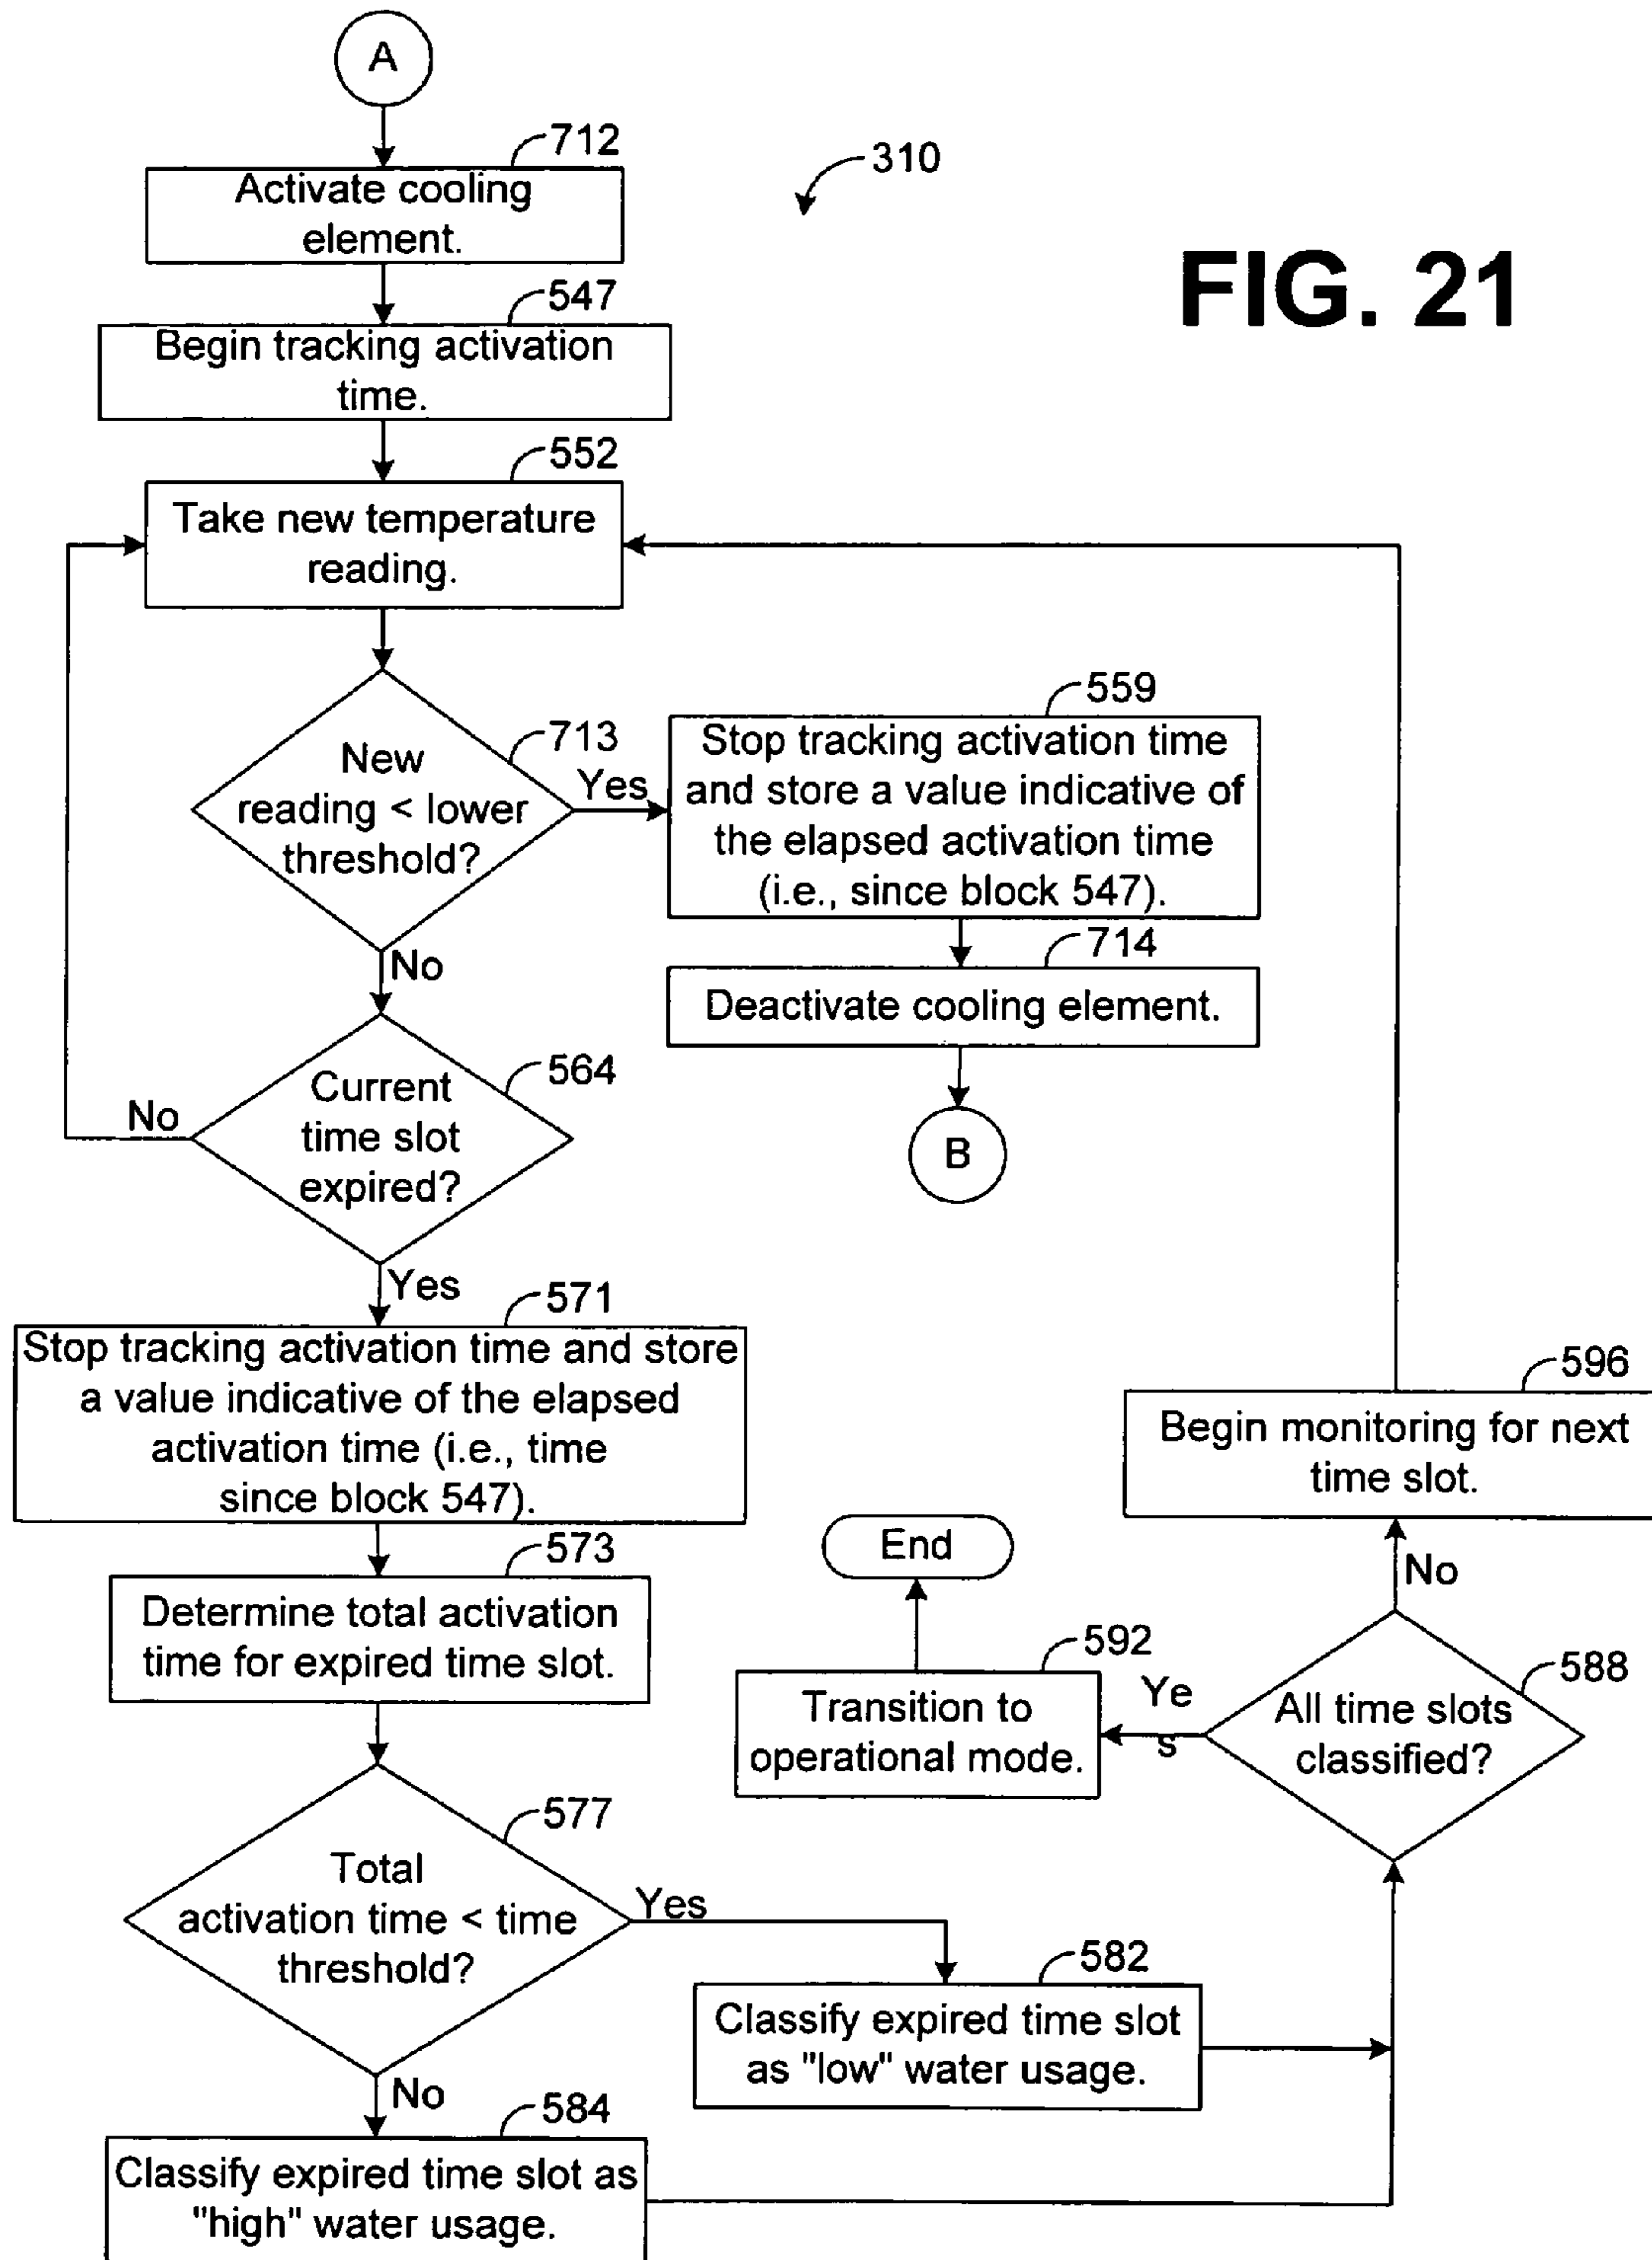 A
712
Activate cooling
element.
310
FIG. 21
547
Begin tracking activation
time.
552
Take new temperature
reading.
713
New
reading < lower
threshold?
Yes
559
Stop tracking activation time
and store a value indicative of
the elapsed activation time
(i.e., since block 547).
714
Deactivate cooling element.
B
No
564
Current
time slot
expired?
No
Yes
571
Stop tracking activation time and store
a value indicative of the elapsed
activation time (i.e., time
since block 547).
573
Determine total activation
time for expired time slot.
577
Total
activation time < time
threshold?
Yes
582
Classify expired time slot
as "low" water usage.
No
584
Classify expired time slot as
"high" water usage.
588
All time slots
classified?
Ye
s
592
Transition to
operational mode.
End
No
596
Begin monitoring for next
time slot.